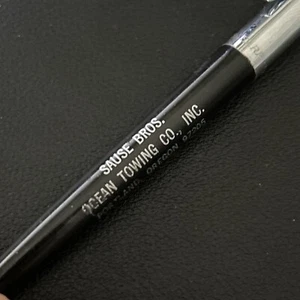 SAUSE BROS.
OCEAN TOWING CO., INC.
PORTLAND, OREGON 97205